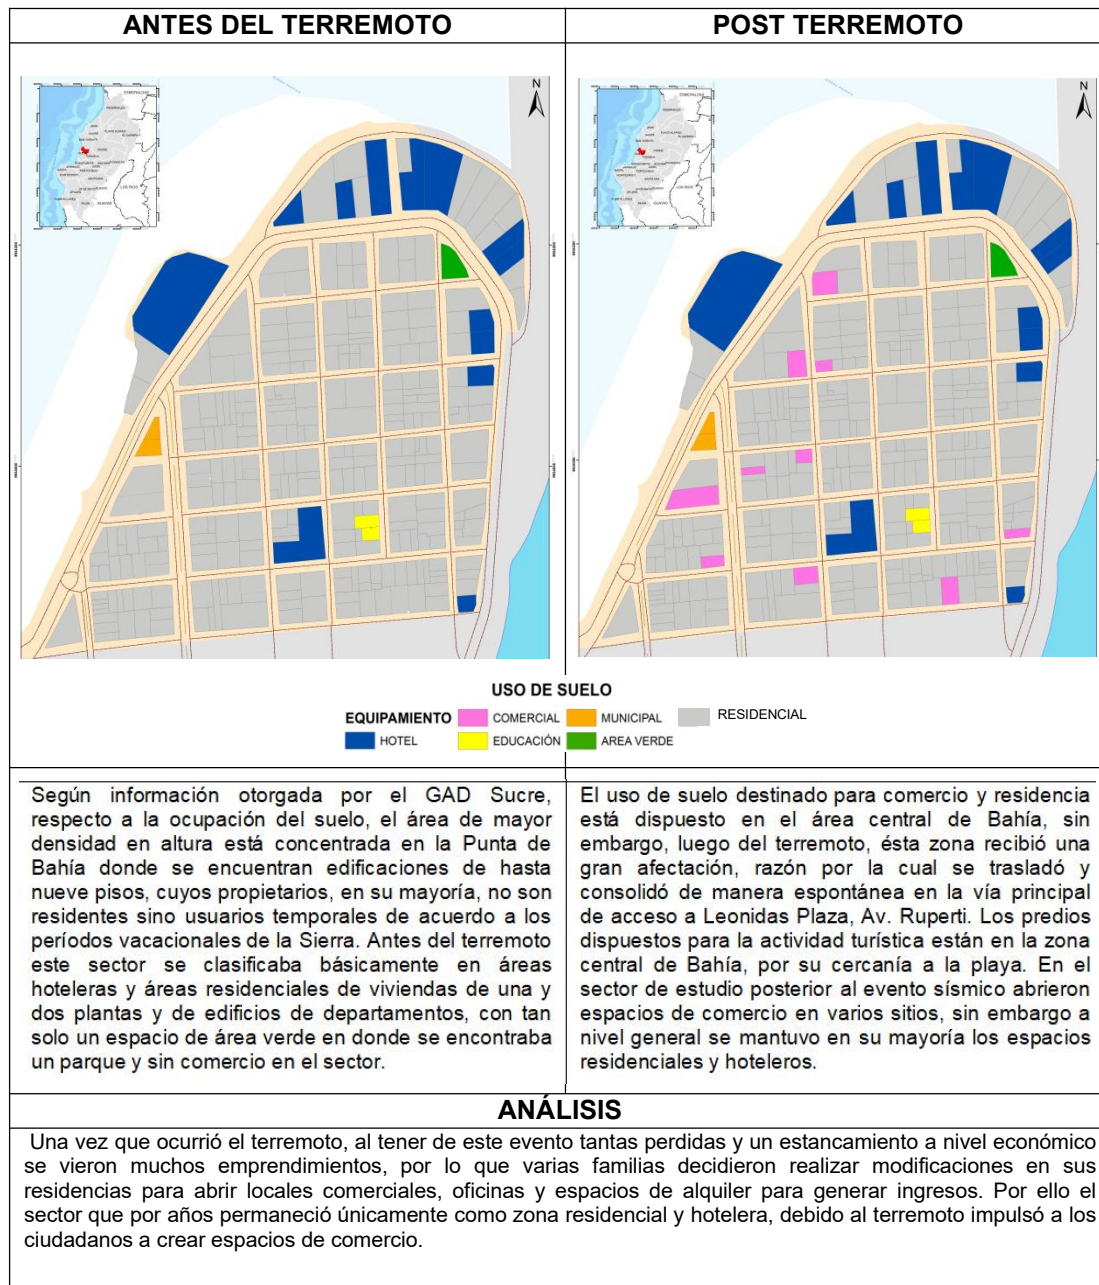 ANTES DEL TERREMOTO
POST TERREMOTO
N
N
ESMERALDAS
LOS RIOS
GUAYAS
ESMERALDAS
LOS RIOS
GUAYAS
USO DE SUELO
EQUIPAMIENTO
COMERCIAL
MUNICIPAL
RESIDENCIAL
HOTEL
EDUCACIÓN
AREA VERDE
Según información otorgada por el GAD Sucre,
respecto a la ocupación del suelo, el área de mayor
densidad en altura está concentrada en la Punta de
Bahía donde se encuentran edificaciones de hasta
nueve pisos, cuyos propietarios, en su mayoría, no son
residentes sino usuarios temporales de acuerdo a los
períodos vacacionales de la Sierra. Antes del terremoto
este sector se clasificaba básicamente en áreas
hoteleras y áreas residenciales de viviendas de una y
dos plantas y de edificios de departamentos, con tan
solo un espacio de área verde en donde se encontraba
un parque y sin comercio en el sector.
El uso de suelo destinado para comercio y residencia
está dispuesto en el área central de Bahía, sin
embargo, luego del terremoto, ésta zona recibió una
gran afectación, razón por la cual se trasladó y
consolidó de manera espontánea en la vía principal
de acceso a Leonidas Plaza, Av. Ruperti. Los predios
dispuestos para la actividad turística están en la zona
central de Bahía, por su cercanía a la playa. En el
sector de estudio posterior al evento sísmico abrieron
espacios de comercio en varios sitios, sin embargo a
nivel general se mantuvo en su mayoría los espacios
residenciales y hoteleros.
ANÁLISIS
Una vez que ocurrió el terremoto, al tener de este evento tantas perdidas y un estancamiento a nivel económico
se vieron muchos emprendimientos, por lo que varias familias decidieron realizar modificaciones en sus
residencias para abrir locales comerciales, oficinas y espacios de alquiler para generar ingresos. Por ello el
sector que por años permaneció únicamente como zona residencial y hotelera, debido al terremoto impulsó a los
ciudadanos a crear espacios de comercio.